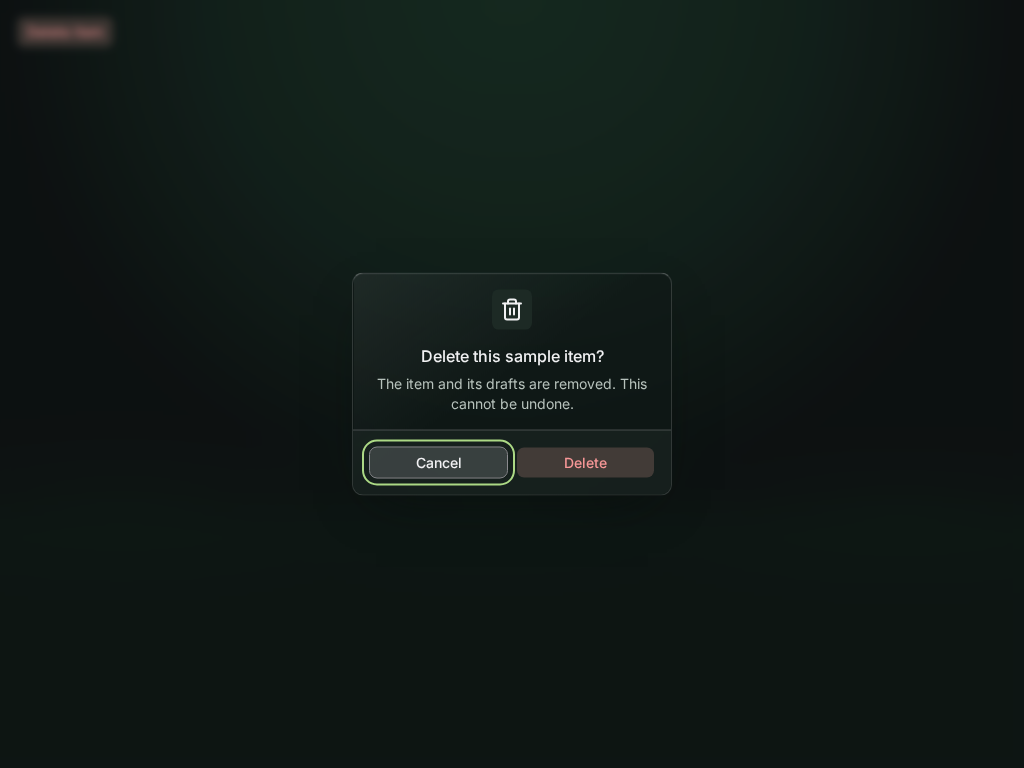 Delete this sample item?
The item and its drafts are removed. This
cannot be undone.
Cancel
Delete